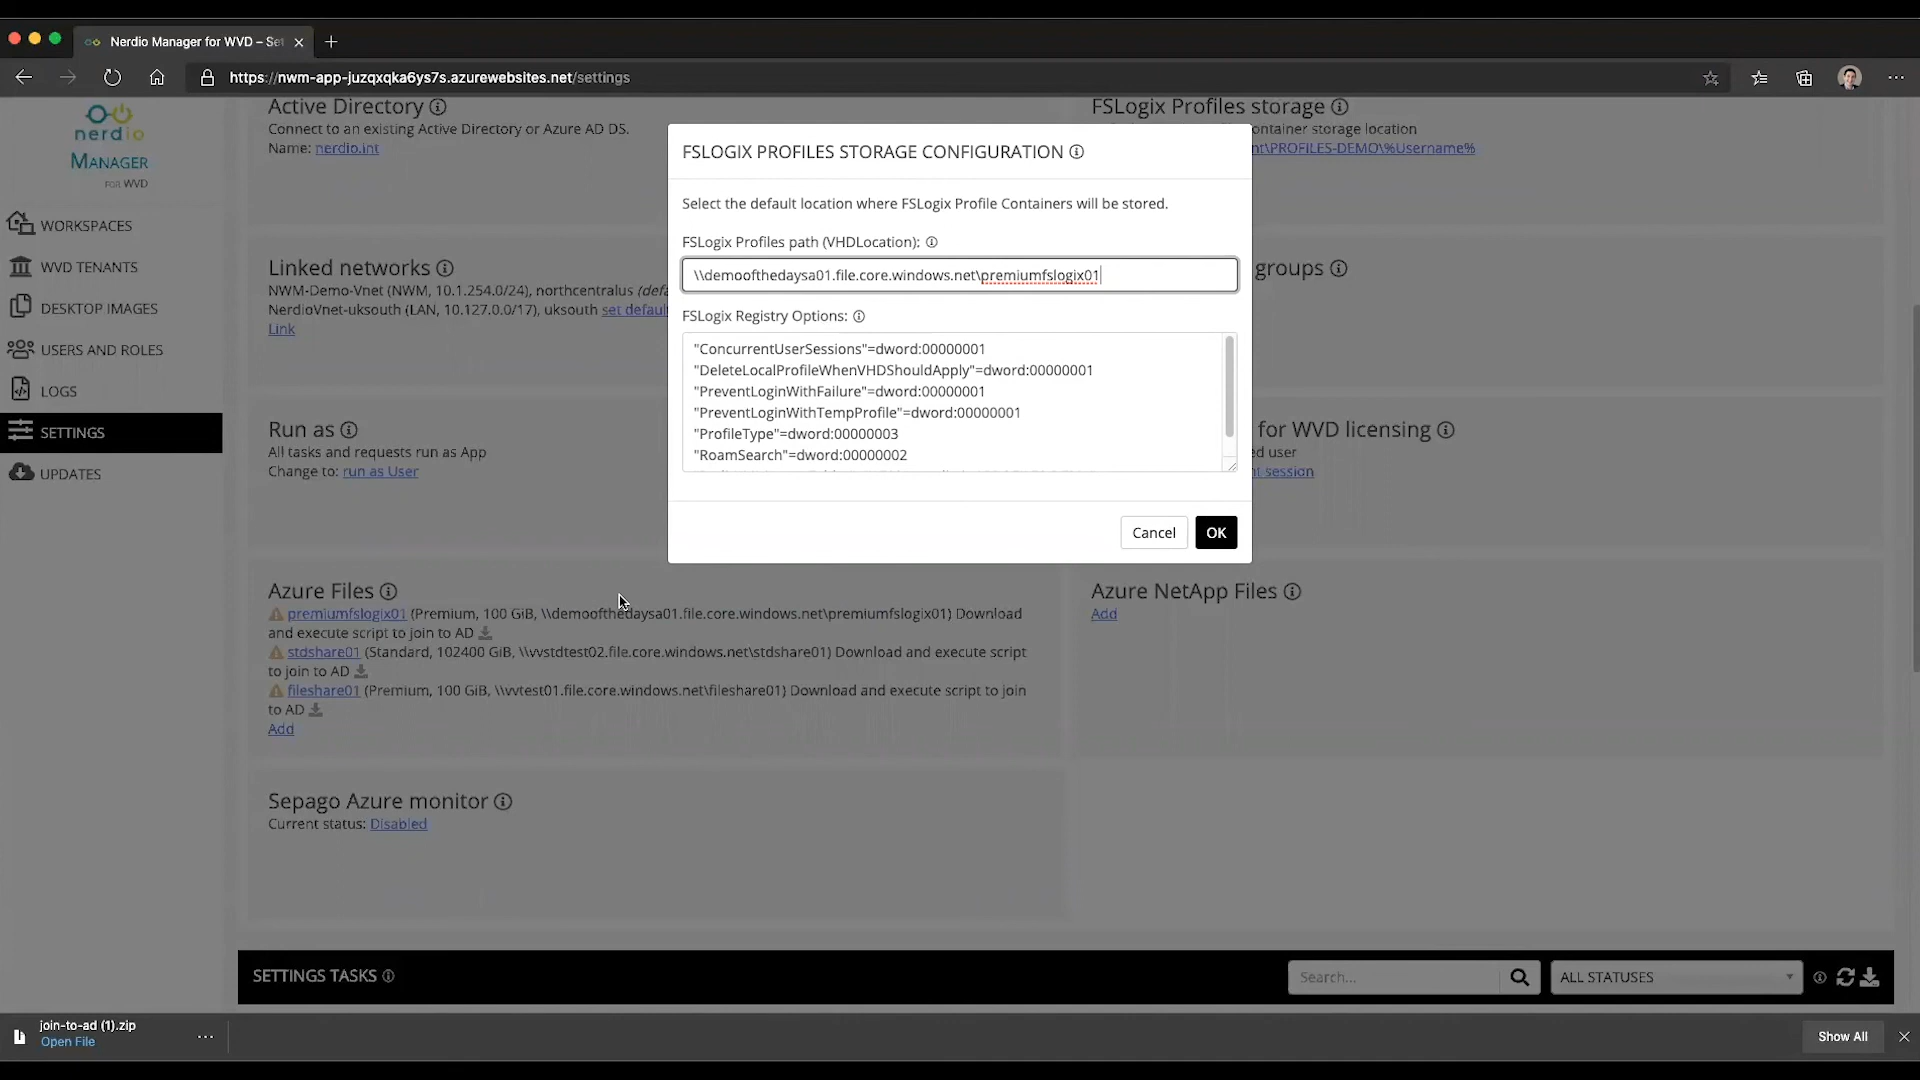 Nerdio Manager for WVD – Set
https://nwm-app-juzqxqka6ys7s.azurewebsites.net/settings
nerdio
MANAGER
FOR WVD
WORKSPACES
WVD TENANTS
DESKTOP IMAGES
USERS AND ROLES
LOGS
SETTINGS
UPDATES
Active Directory
Connect to an existing Active Directory or Azure AD DS.
Name: nerdio.int
FSLogix Profiles storage
ontainer storage location
nt\PROFILES-DEMO\%Username%
Linked networks
NWM-Demo-Vnet (NWM, 10.1.254.0/24), northcentralus (defa
NerdioVnet-uksouth (LAN, 10.127.0.0/17), uksouth set defaul
Link
groups
Run as
All tasks and requests run as App
Change to: run as User
for WVD licensing
ed user
nt session
FSLOGIX PROFILES STORAGE CONFIGURATION
Select the default location where FSLogix Profile Containers will be stored.
FSLogix Profiles path (VHDLocation):
\\demoofthedaysa01.file.core.windows.net\premiumfslogix01
FSLogix Registry Options:
"ConcurrentUserSessions"=dword:00000001
"DeleteLocalProfileWhenVHDShouldApply"=dword:00000001
"PreventLoginWithFailure"=dword:00000001
"PreventLoginWithTempProfile"=dword:00000001
"ProfileType"=dword:00000003
"RoamSearch"=dword:00000002
Cancel
OK
Azure Files
premiumfslogix01 (Premium, 100 GiB, \\demoofthedaysa01.file.core.windows.net\premiumfslogix01) Download
and execute script to join to AD
stdshare01 (Standard, 102400 GiB, \\vvstdtest02.file.core.windows.net\stdshare01) Download and execute script
to join to AD
fileshare01 (Premium, 100 GiB, \\vvtest01.file.core.windows.net\fileshare01) Download and execute script to join
to AD
Add
Azure NetApp Files
Add
Sepago Azure monitor
Current status: Disabled
SETTINGS TASKS
Search...
ALL STATUSES
join-to-ad (1).zip
Open File
Show All